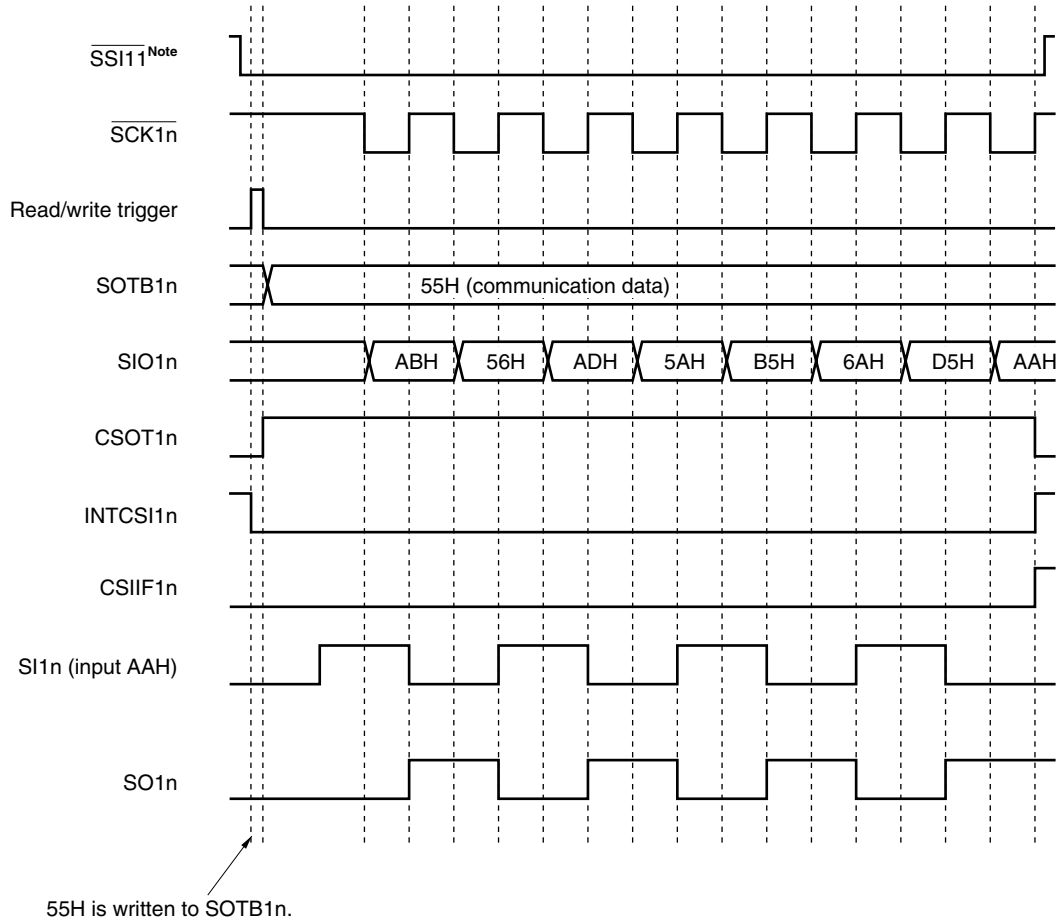 SSI11Note
SCK1n
Read/write trigger
SOTB1n
55H (communication data)
SIO1n
ABH 56H ADH 5AH B5H 6AH D5H AAH
CSOT1n
INTCSI1n
CSIIF1n
SI1n (input AAH)
SO1n
55H is written to SOTB1n.